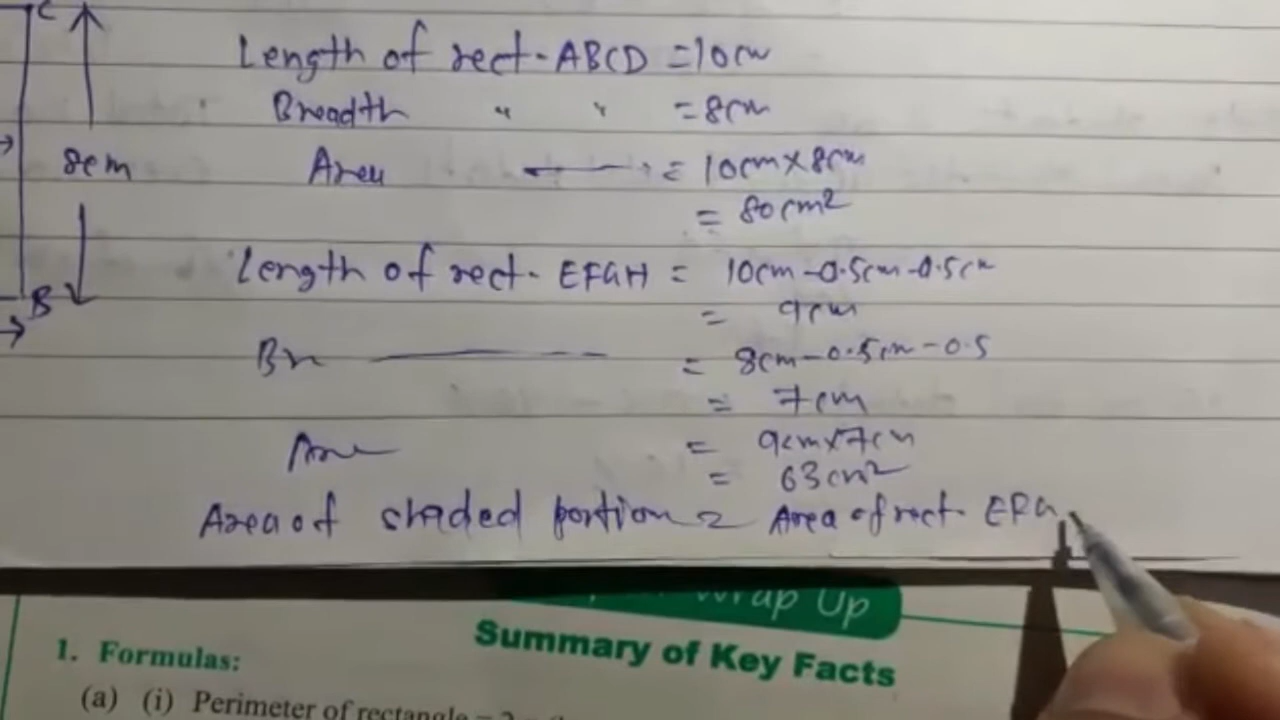 C
Length of rect. ABCD = 10cm
Breadth " " = 8cm
8cm
Area = 10cm×8cm
= 80cm²
Length of rect. EFGH = 10cm-0.5cm-0.5cm
B
= 9cm
Br = 8cm-0.5cm-0.5
= 7cm
Are = 9cm×7cm
= 63cm²
Area of shaded portion = Area of rect. EFG
Wrap Up
Summary of Key Facts
1. Formulas:
(a) (i) Perimeter of rectangle = 2